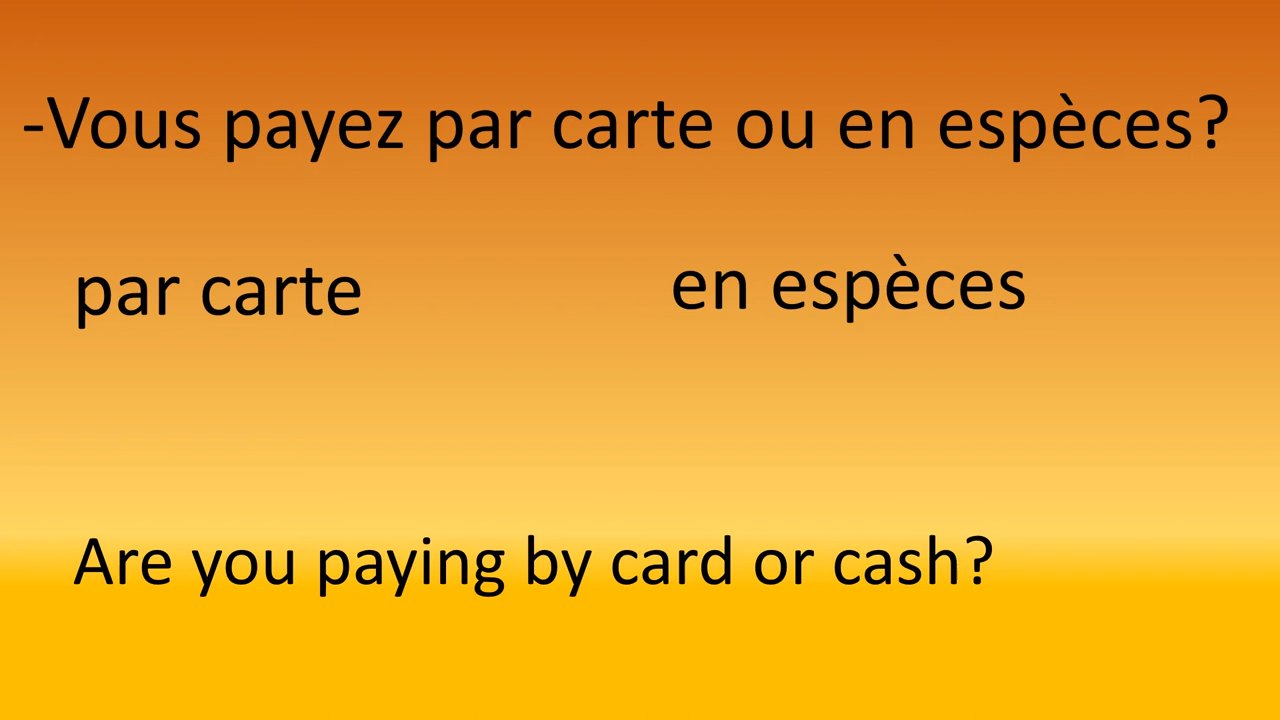 -Vous payez par carte ou en espèces?
par carte
en espèces
Are you paying by card or cash?